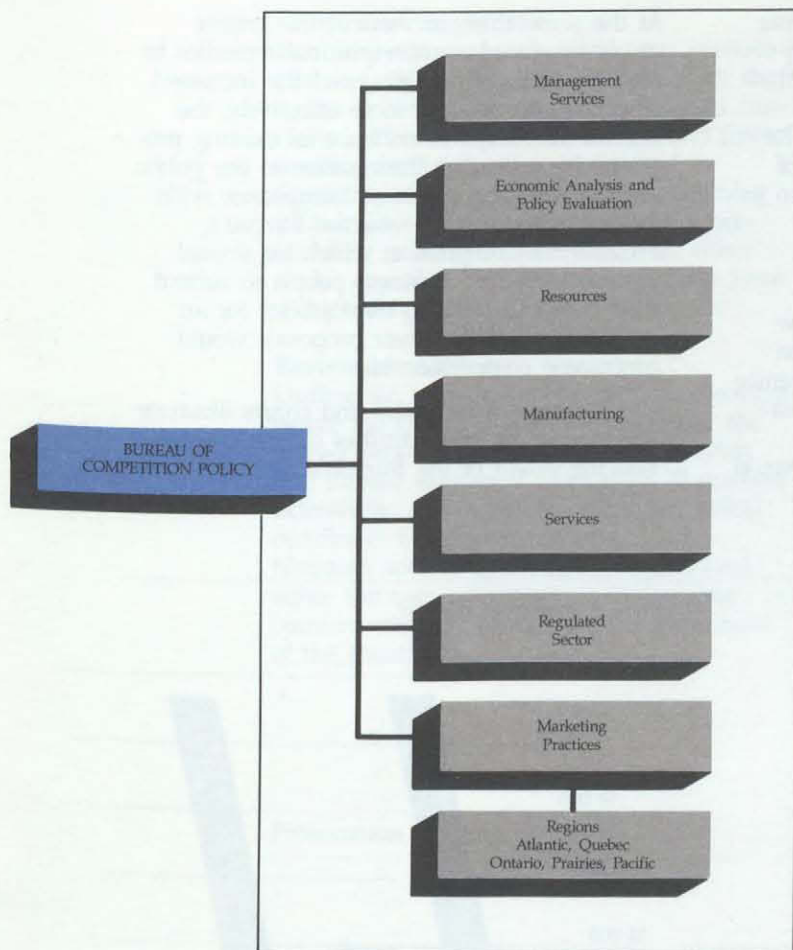 Management
Services
Economic Analysis and
Policy Evaluation
Resources
Manufacturing
BUREAU OF
COMPETITION POLICY
Services
Regulated
Sector
Marketing
Practices
Regions
Atlantic, Quebec
Ontario, Prairies, Pacific